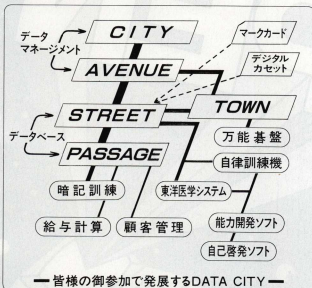 データ
マネージメント
CITY
マークカード
デジタル
カセット
AVENUE
STREET
TOWN
データベース
万能碁盤
PASSAGE
自律訓練機
暗記訓練
東洋医学システム
給与計算
顧客管理
能力開発ソフト
自己啓発ソフト
皆様の御参加で発展するDATA CITY